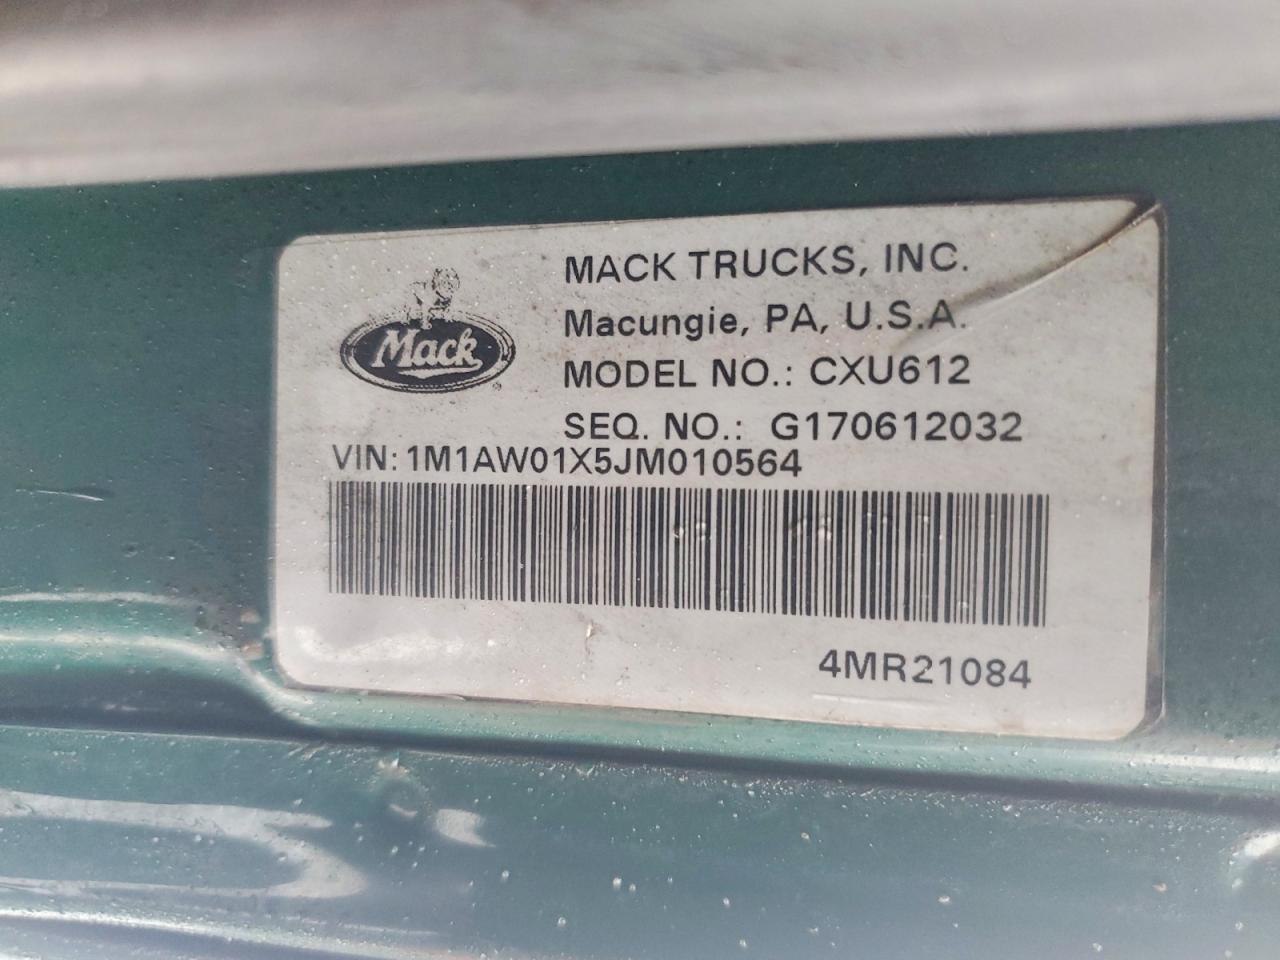 MACK TRUCKS, INC.
Macungie, PA, U.S.A.
Mack
MODEL NO.: CXU612
SEQ. NO.: G170612032
VIN: 1M1AW01X5JM010564
4MR21084